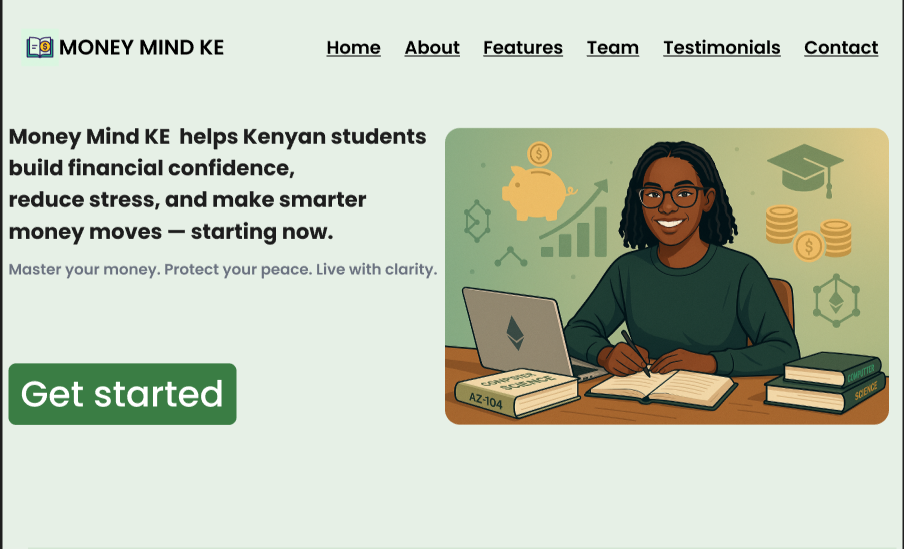 MONEY MIND KE
Home About Features Team Testimonials Contact
Money Mind KE helps Kenyan students
build financial confidence,
reduce stress, and make smarter
money moves — starting now.
Master your money. Protect your peace. Live with clarity.
Get started
$
$
COMPUTER
SCIENCE
AZ-104
COMPUTER
SCIENCE